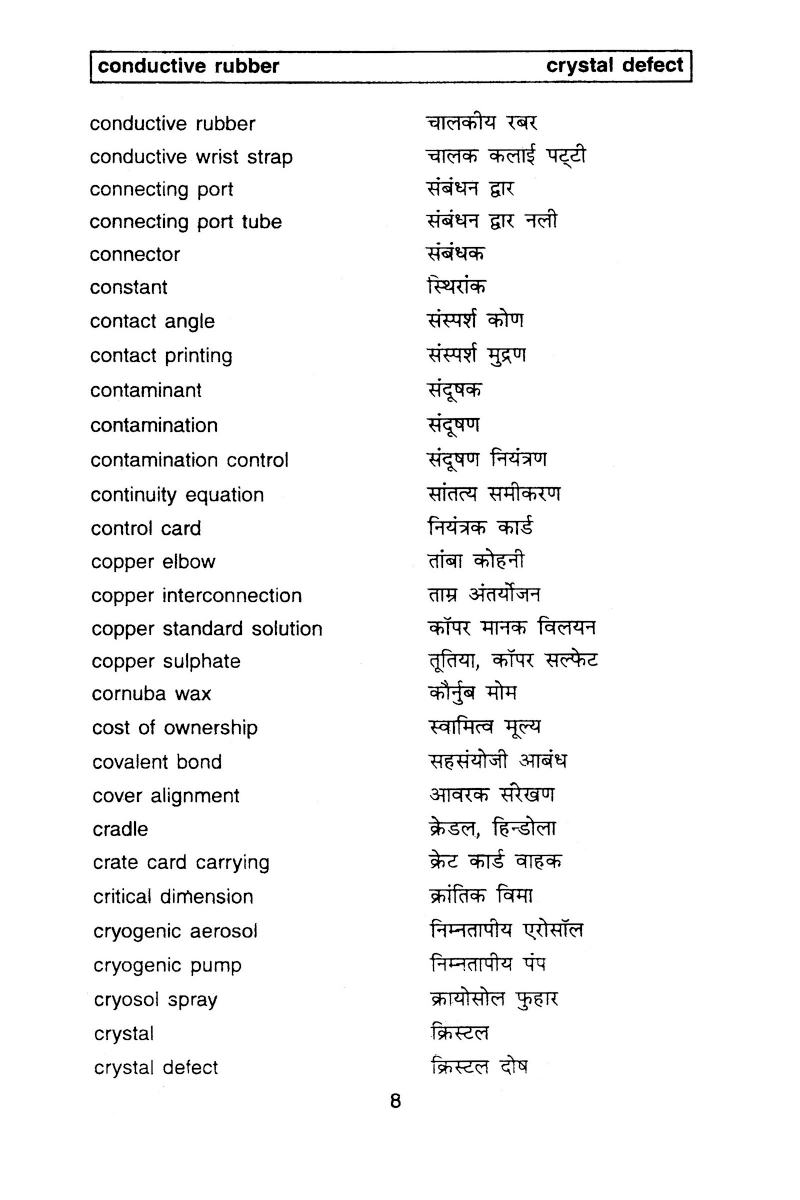 conductive rubber crystal defect
conductive rubber चालकीय रबर
conductive wrist strap चालक कलाई पट्टी
connecting port संबंधन द्वार
connecting port tube संबंधन द्वार नली
connector संबंधक
constant स्थिरांक
contact angle संस्पर्श कोण
contact printing संस्पर्श मुद्रण
contaminant संदूषक
contamination संदूषण
contamination control संदूषण नियंत्रण
continuity equation सांतत्य समीकरण
control card नियंत्रक कार्ड
copper elbow तांबा कोहनी
copper interconnection ताम्र अंतर्योजन
copper standard solution कॉपर मानक विलयन
copper sulphate तूतिया, कॉपर सल्फेट
cornuba wax कौर्नुब मोम
cost of ownership स्वामित्व मूल्य
covalent bond सहसंयोजी आबंध
cover alignment आवरक संरेखण
cradle क्रेडल, हिन्डोला
crate card carrying क्रेट कार्ड वाहक
critical dimension क्रांतिक विमा
cryogenic aerosol निम्नतापीय एरोसॉल
cryogenic pump निम्नतापीय पंप
cryosol spray क्रायोसोल फुहार
crystal क्रिस्टल
crystal defect क्रिस्टल दोष
8